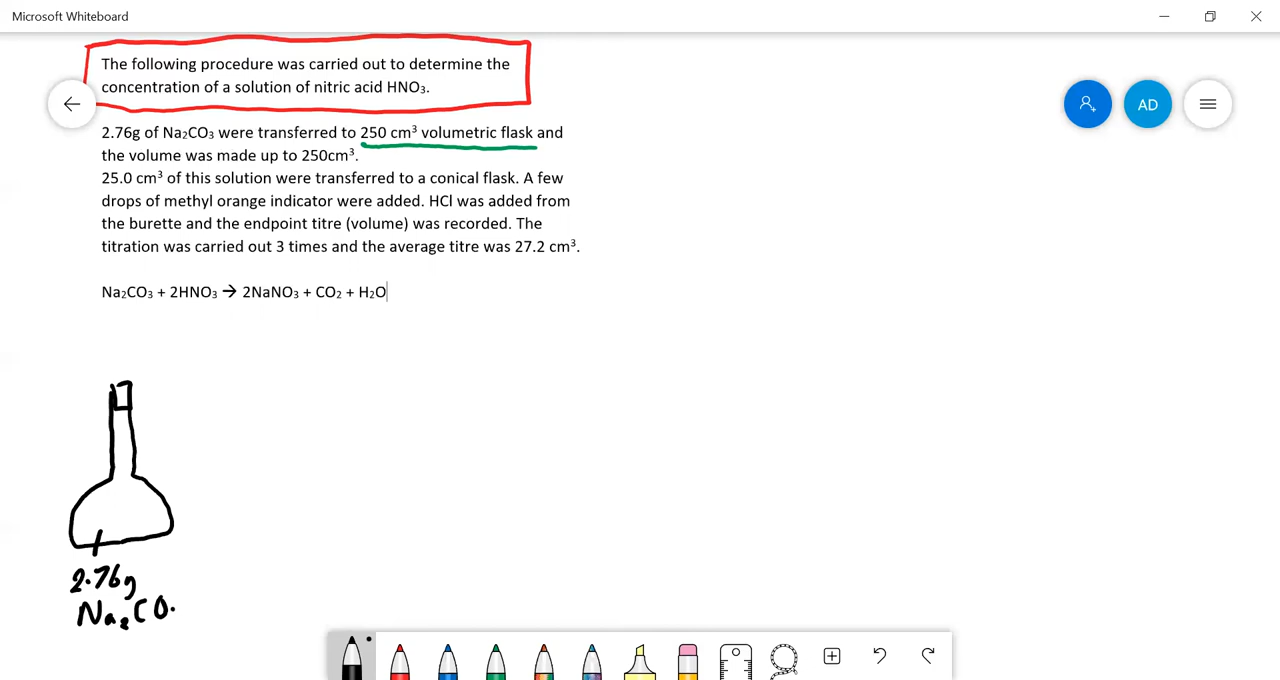 Microsoft Whiteboard
The following procedure was carried out to determine the
concentration of a solution of nitric acid HNO₃.
AD
2.76g of Na₂CO₃ were transferred to 250 cm³ volumetric flask and
the volume was made up to 250cm³.
25.0 cm³ of this solution were transferred to a conical flask. A few
drops of methyl orange indicator were added. HCl was added from
the burette and the endpoint titre (volume) was recorded. The
titration was carried out 3 times and the average titre was 27.2 cm³.
Na₂CO₃ + 2HNO₃ → 2NaNO₃ + CO₂ + H₂O
2.76g
Na₂CO.